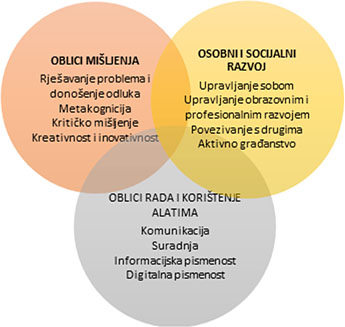 OBLICI MIŠLJENJA
Rješavanje problema i
donošenje odluka
Metakognicija
Kritičko mišljenje
Kreativnost i inovativnost
OSOBNI I SOCIJALNI
RAZVOJ
Upravljanje sobom
Upravljanje obrazovnim i
profesionalnim razvojem
Povezivanje s drugima
Aktivno građanstvo
OBLICI RADA I KORIŠTENJE
ALATIMA
Komunikacija
Suradnja
Informacijska pismenost
Digitalna pismenost